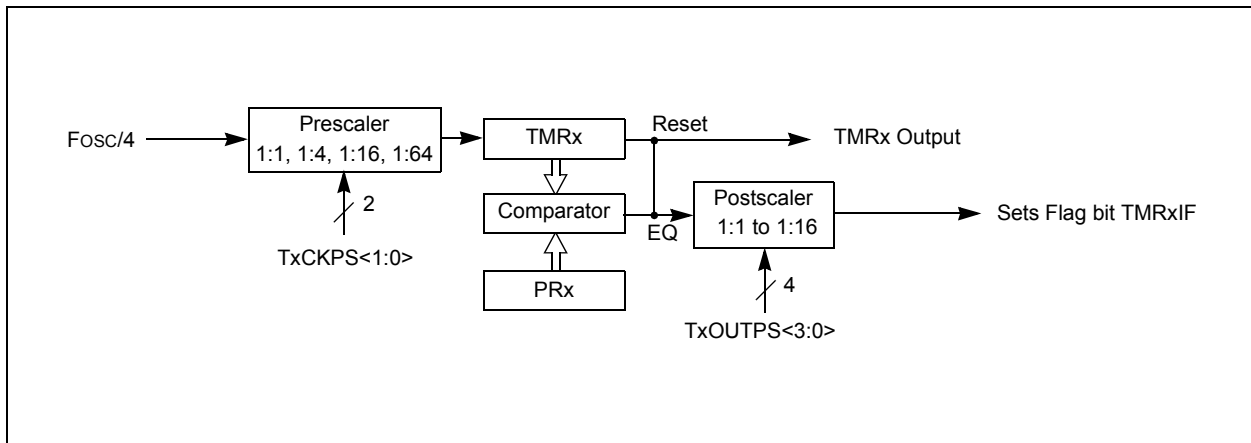 FOSC/4
Prescaler
1:1, 1:4, 1:16, 1:64
2
TxCKPS<1:0>
TMRx
Comparator
PRx
Reset
EQ
TMRx Output
Postscaler
1:1 to 1:16
4
TxOUTPS<3:0>
Sets Flag bit TMRxIF